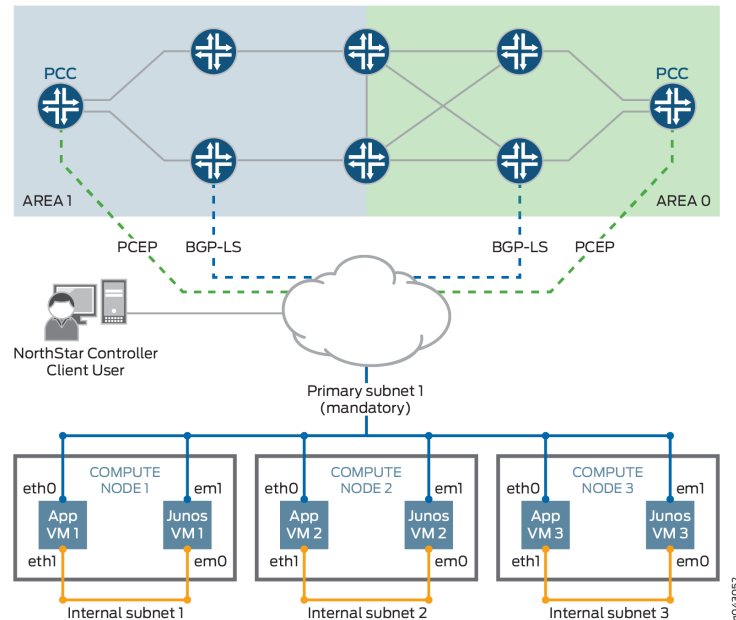 PCC
PCC
AREA 1
AREA 0
PCEP
BGP-LS
BGP-LS
PCEP
NorthStar Controller
Client User
Primary subnet 1
(mandatory)
COMPUTE
NODE 1
eth0
em1
App
VM 1
Junos
VM 1
eth1
em0
Internal subnet 1
COMPUTE
NODE 2
eth0
em1
App
VM 2
Junos
VM 2
eth1
em0
Internal subnet 2
COMPUTE
NODE 3
eth0
em1
App
VM 3
Junos
VM 3
eth1
em0
Internal subnet 3